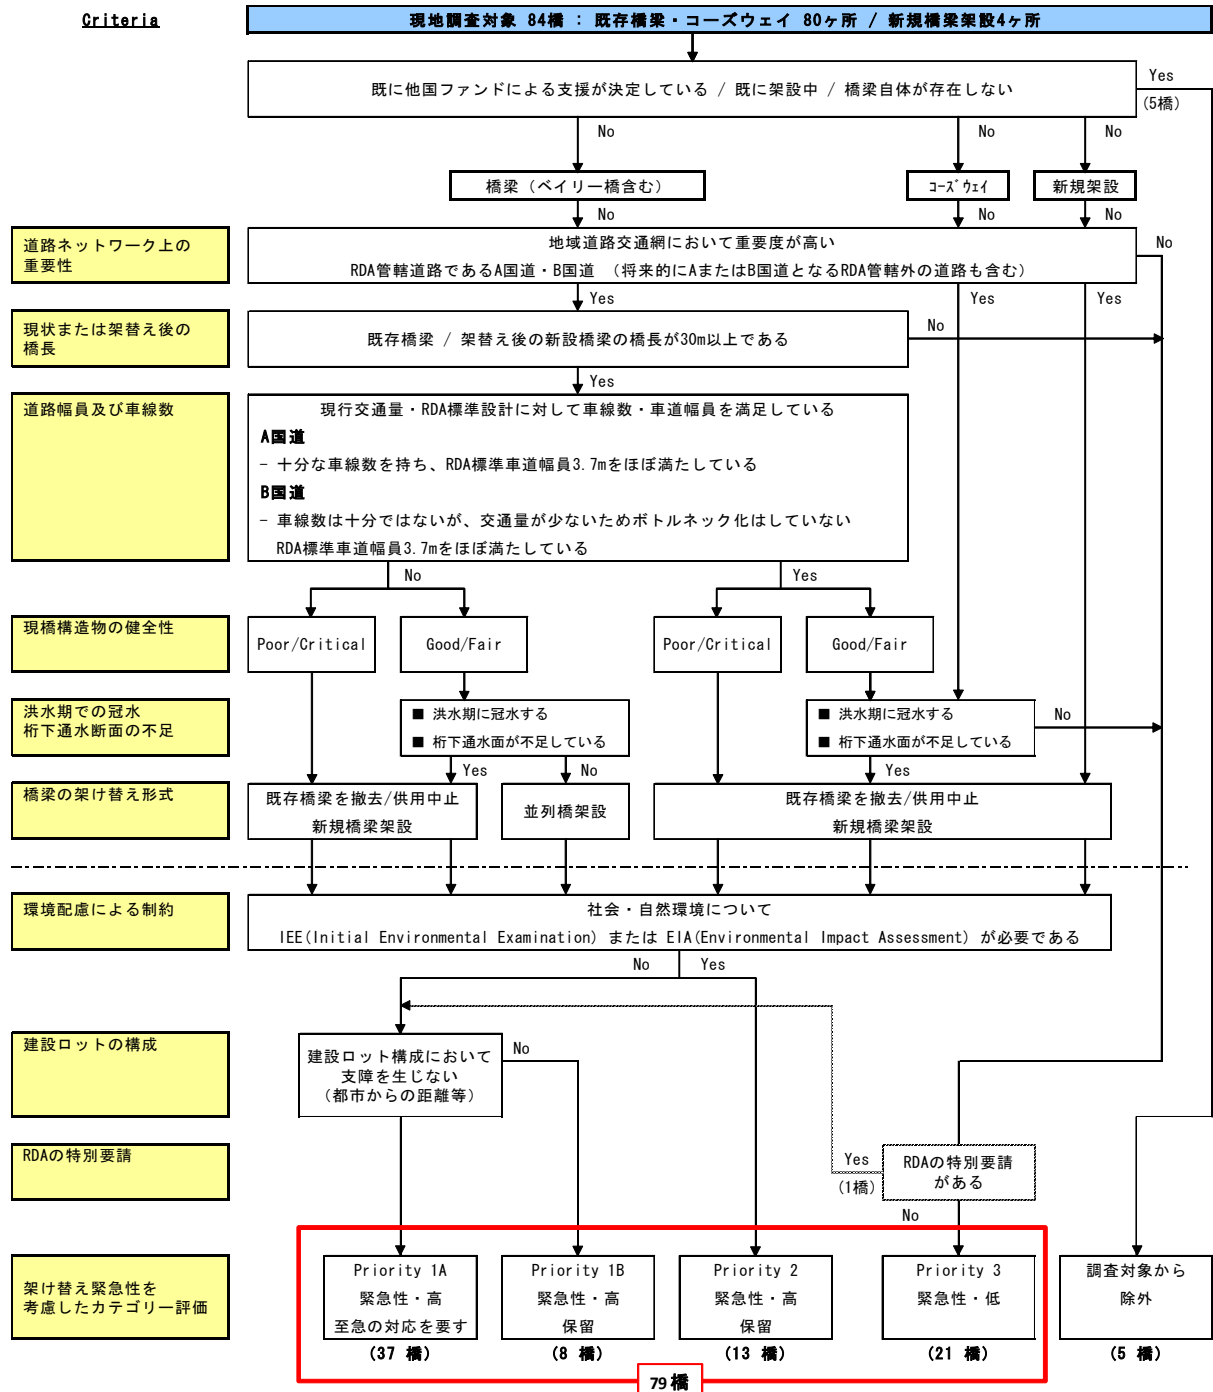 Criteria
現地調査対象 84橋 : 既存橋梁・コーズウェイ 80ヶ所 / 新規橋梁架設4ヶ所
既に他国ファンドによる支援が決定している / 既に架設中 / 橋梁自体が存在しない
Yes
(5橋)
No
No
No
橋梁（ベイリー橋含む）
ｺｰｽﾞｳｪｲ
新規架設
No
No
No
道路ネットワーク上の
重要性
地域道路交通網において重要度が高い
RDA管轄道路であるA国道・B国道 （将来的にAまたはB国道となるRDA管轄外の道路も含む）
No
Yes
Yes
Yes
現状または架替え後の
橋長
既存橋梁 / 架替え後の新設橋梁の橋長が30m以上である
No
Yes
道路幅員及び車線数
現行交通量・RDA標準設計に対して車線数・車道幅員を満足している
A国道
- 十分な車線数を持ち、RDA標準車道幅員3.7mをほぼ満たしている
B国道
- 車線数は十分ではないが、交通量が少ないためボトルネック化はしていない
RDA標準車道幅員3.7mをほぼ満たしている
No
Yes
現橋構造物の健全性
Poor/Critical
Good/Fair
Poor/Critical
Good/Fair
洪水期での冠水
桁下通水断面の不足
■ 洪水期に冠水する
■ 桁下通水面が不足している
■ 洪水期に冠水する
■ 桁下通水面が不足している
No
Yes
No
Yes
Yes
橋梁の架け替え形式
既存橋梁を撤去/供用中止
新規橋梁架設
並列橋架設
既存橋梁を撤去/供用中止
新規橋梁架設
環境配慮による制約
社会・自然環境について
IEE(Initial Environmental Examination) または EIA(Environmental Impact Assessment) が必要である
No
Yes
建設ロットの構成
建設ロット構成において
支障を生じない
（都市からの距離等）
No
RDAの特別要請
Yes
(1橋)
RDAの特別要請
がある
No
架け替え緊急性を
考慮したカテゴリー評価
Priority 1A
緊急性・高
至急の対応を要す
Priority 1B
緊急性・高
保留
Priority 2
緊急性・高
保留
Priority 3
緊急性・低
調査対象から
除外
(37 橋)
(8 橋)
(13 橋)
(21 橋)
(5 橋)
79 橋